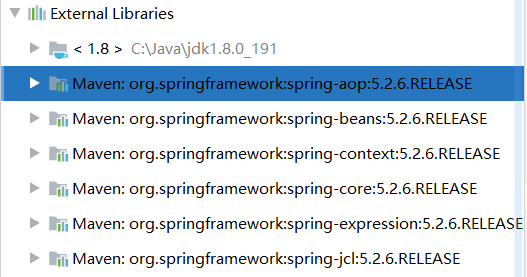 External Libraries
< 1.8 > C:\Java\jdk1.8.0_191
Maven: org.springframework:spring-aop:5.2.6.RELEASE
Maven: org.springframework:spring-beans:5.2.6.RELEASE
Maven: org.springframework:spring-context:5.2.6.RELEASE
Maven: org.springframework:spring-core:5.2.6.RELEASE
Maven: org.springframework:spring-expression:5.2.6.RELEASE
Maven: org.springframework:spring-jcl:5.2.6.RELEASE